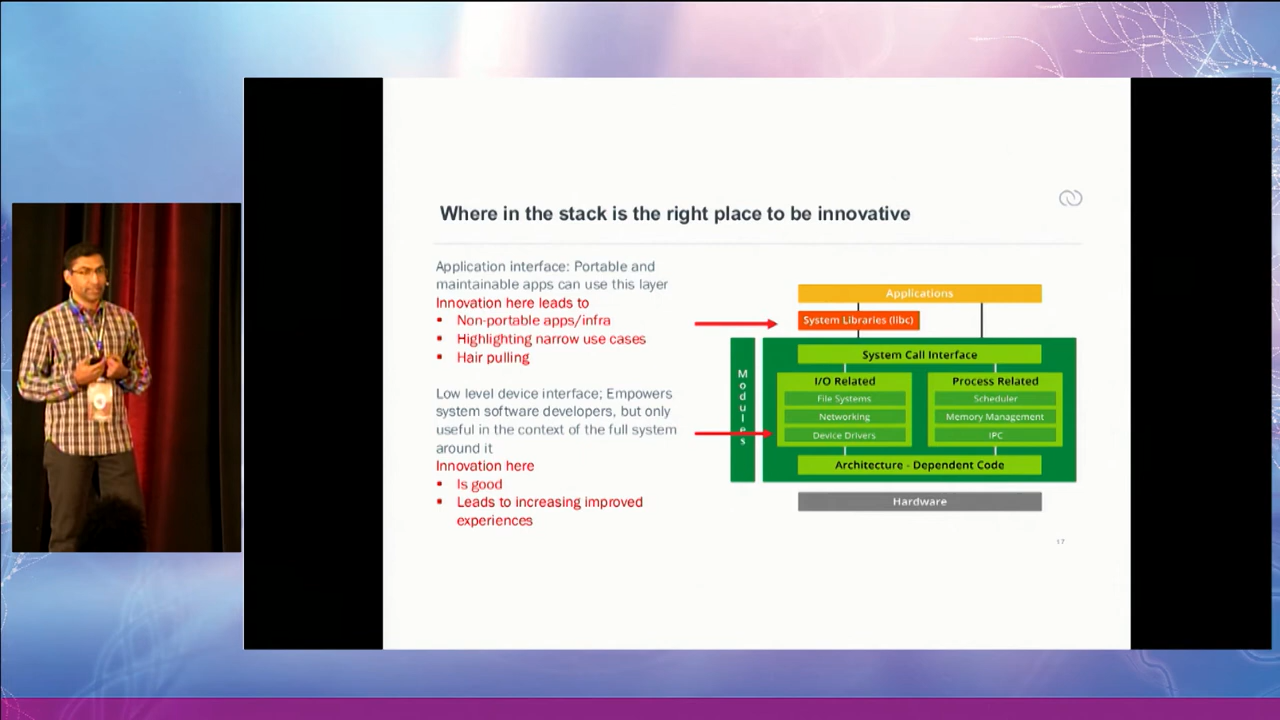 Where in the stack is the right place to be innovative
Application interface: Portable and
maintainable apps can use this layer
Innovation here leads to
▪ Non-portable apps/infra
▪ Highlighting narrow use cases
▪ Hair pulling
Low level device interface; Empowers
system software developers, but only
useful in the context of the full system
around it
Innovation here
▪ Is good
▪ Leads to increasing improved
experiences
Applications
System Libraries (libc)
Modules
System Call Interface
I/O Related
File Systems
Networking
Device Drivers
Process Related
Scheduler
Memory Management
IPC
Architecture - Dependent Code
Hardware
17